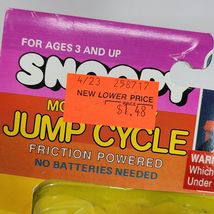 FOR AGES 3 AND UP
SNOOPY
4/23 258717
NEW LOWER PRICE
$1.48
JUMP CYCLE
FRICTION POWERED
NO BATTERIES NEEDED
WARN
Which
Under